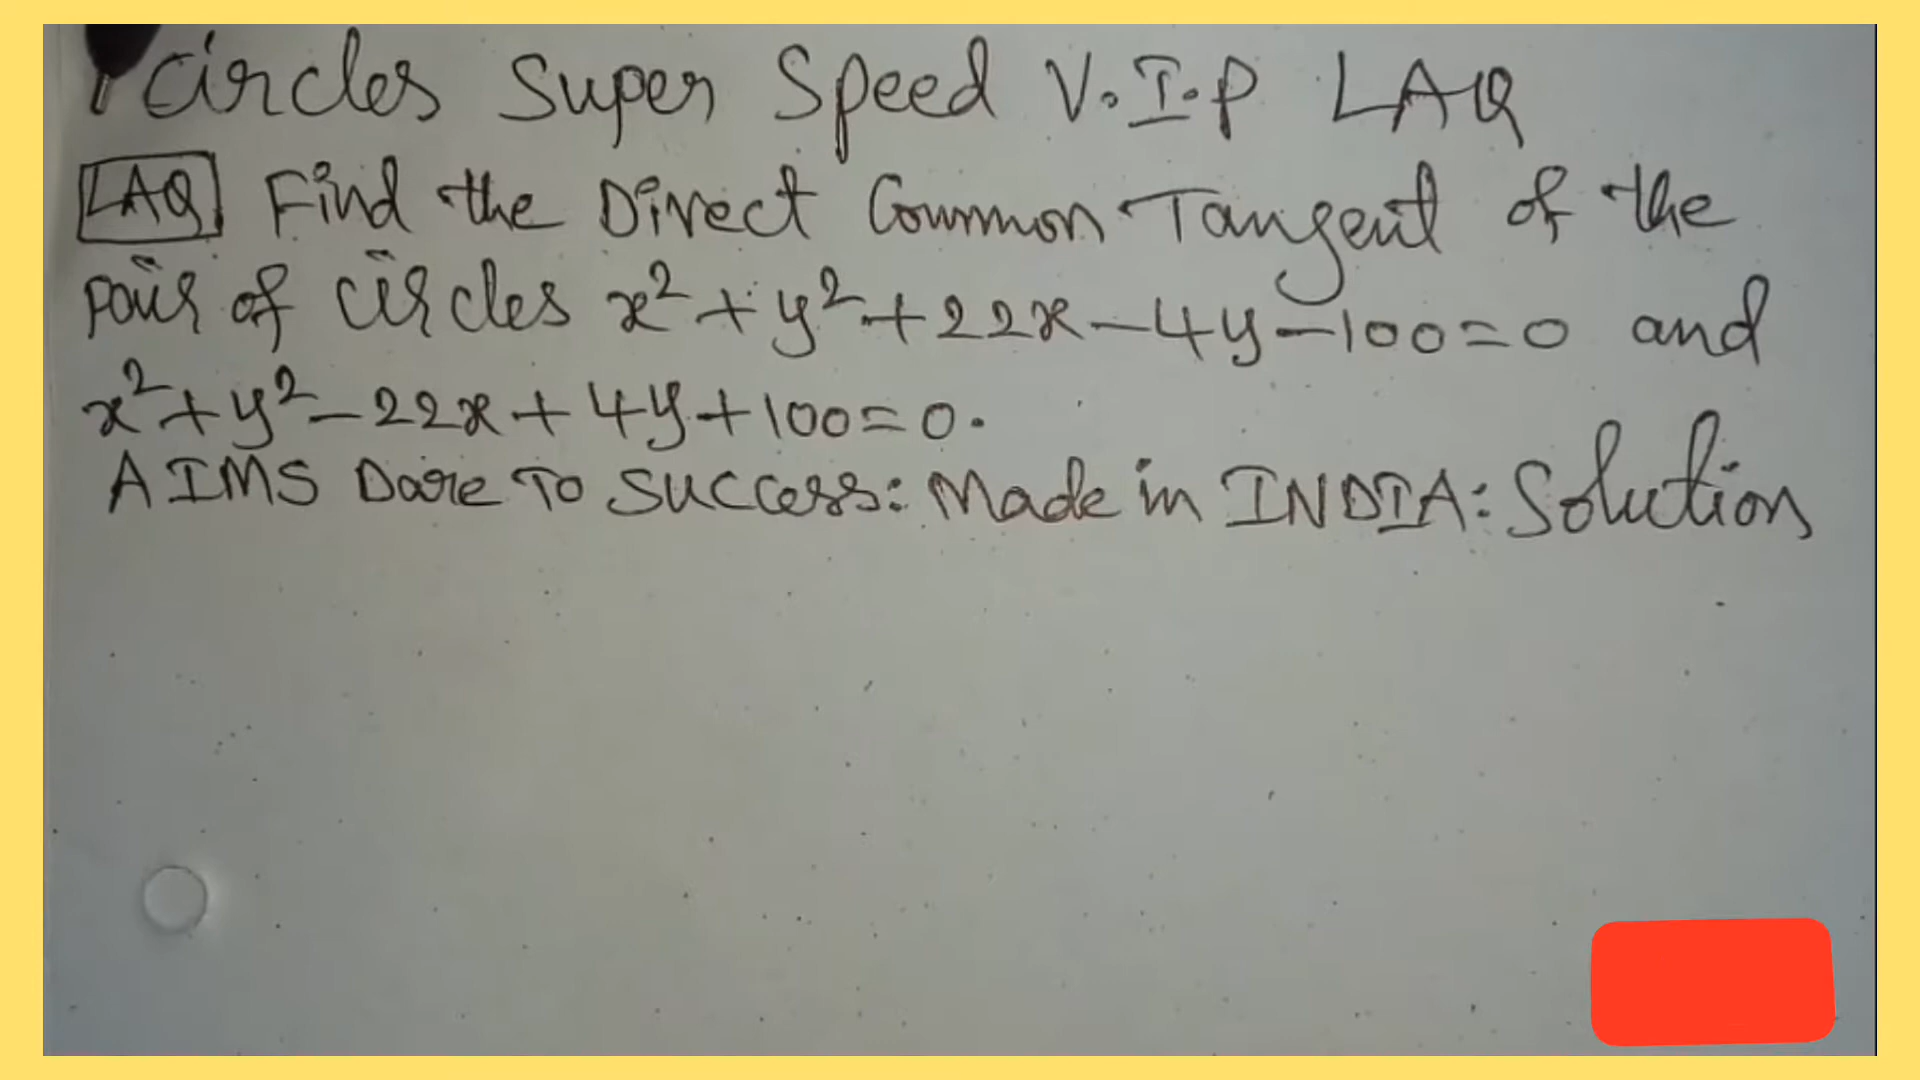 Circles Super Speed V.I.P LAQ
LAQ Find the Direct Common Tangent of the
pair of circles x²+y²+22x-4y-100=0 and
x²+y²-22x+4y+100=0.
AIMS Dare To Success: Made in INDIA: Solution